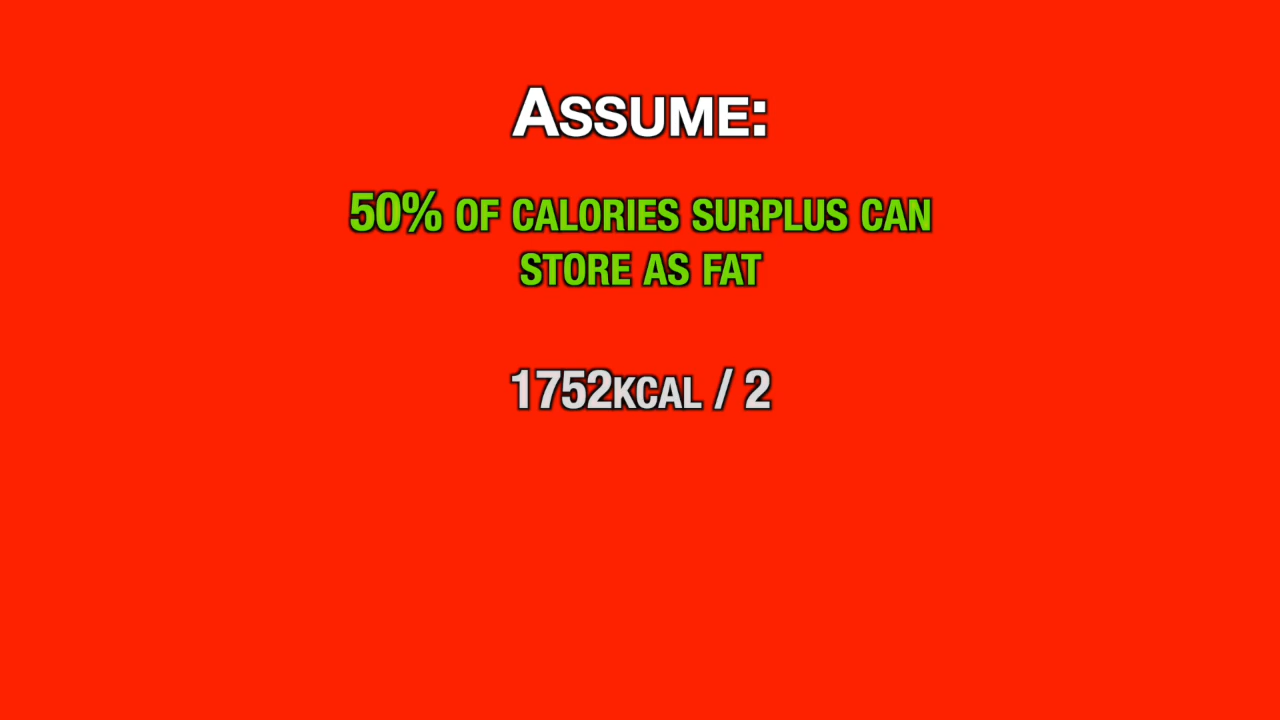 Assume:
50% of calories surplus can
store as fat
1752kcal / 2